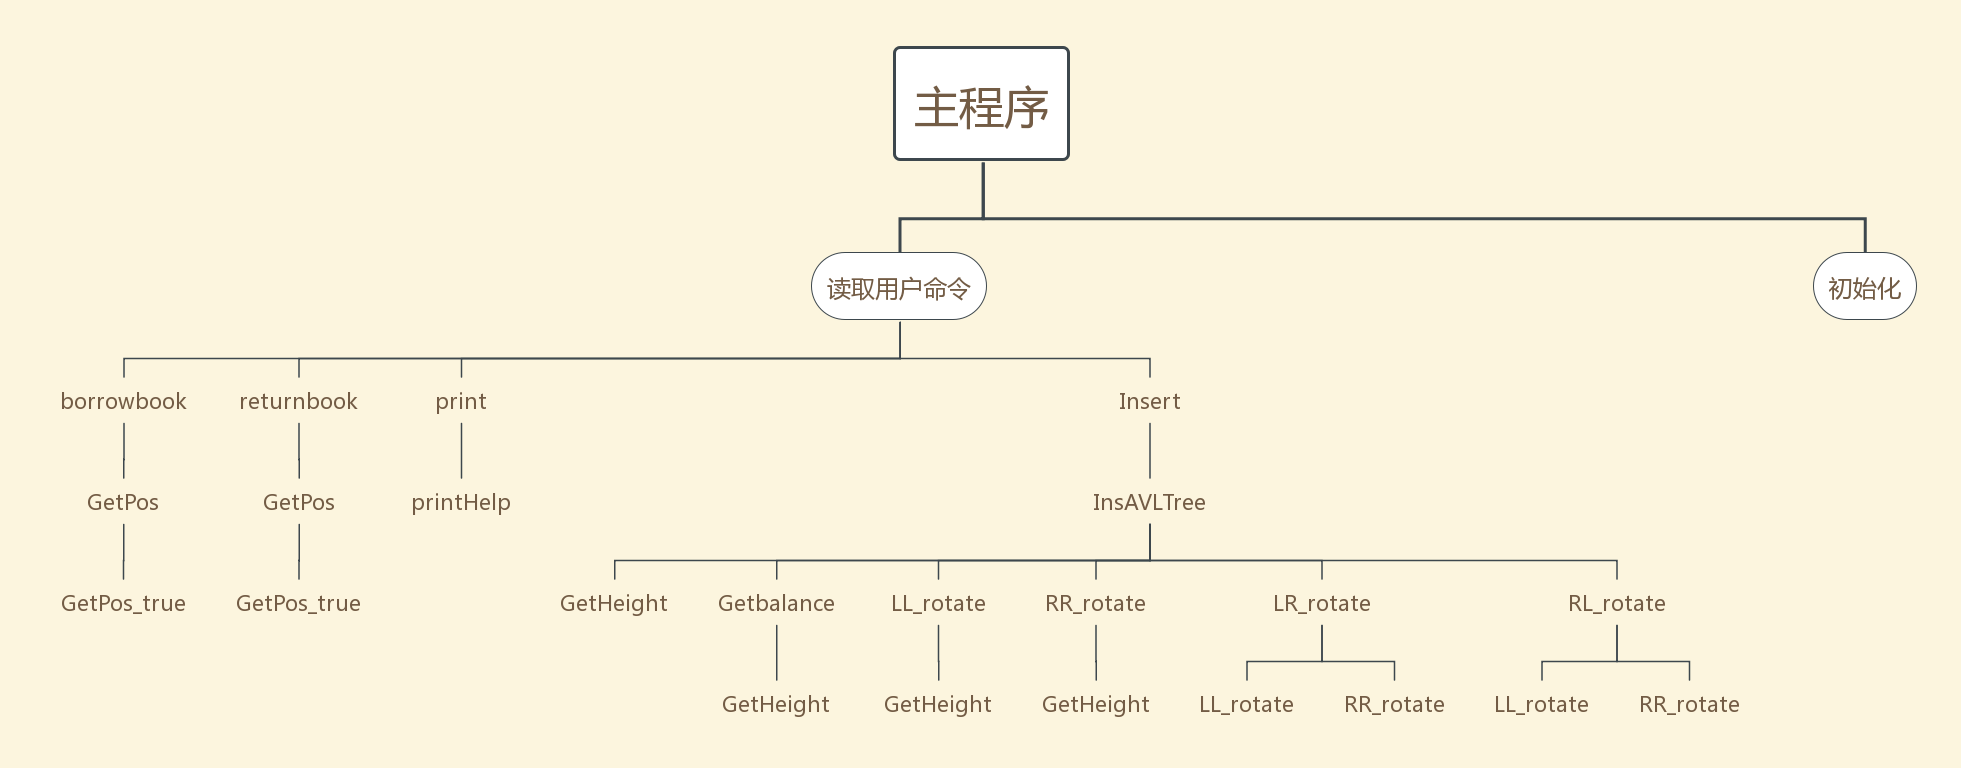 主程序
读取用户命令
初始化
borrowbook
returnbook
print
Insert
GetPos
GetPos
printHelp
InsAVLTree
GetPos_true
GetPos_true
GetHeight
Getbalance
LL_rotate
RR_rotate
LR_rotate
RL_rotate
GetHeight
GetHeight
GetHeight
LL_rotate
RR_rotate
LL_rotate
RR_rotate